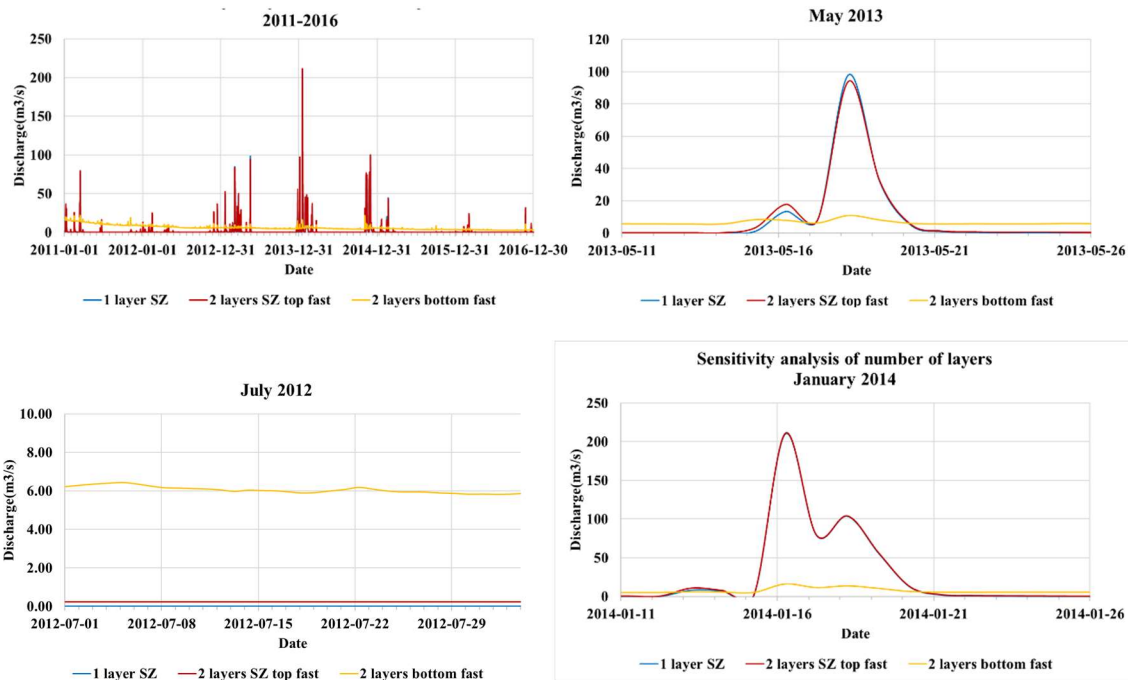 2011-2016
250
200
150
100
50
0
Discharge(m3/s)
2011-01-01 2012-01-01 2012-12-31 2013-12-31 2014-12-31 2015-12-31 2016-12-30
Date
1 layer SZ 2 layers SZ top fast 2 layers bottom fast
May 2013
120
100
80
60
40
20
0
Discharge(m3/s)
2013-05-11 2013-05-16 2013-05-21 2013-05-26
Date
1 layer SZ 2 layers SZ top fast 2 layers bottom fast
July 2012
10.00
8.00
6.00
4.00
2.00
0.00
Discharge(m3/s)
2012-07-01 2012-07-08 2012-07-15 2012-07-22 2012-07-29
Date
1 layer SZ 2 layers SZ top fast 2 layers bottom fast
Sensitivity analysis of number of layers
January 2014
250
200
150
100
50
0
Discharge(m3/s)
2014-01-11 2014-01-16 2014-01-21 2014-01-26
Date
1 layer SZ 2 layers SZ top fast 2 layers bottom fast